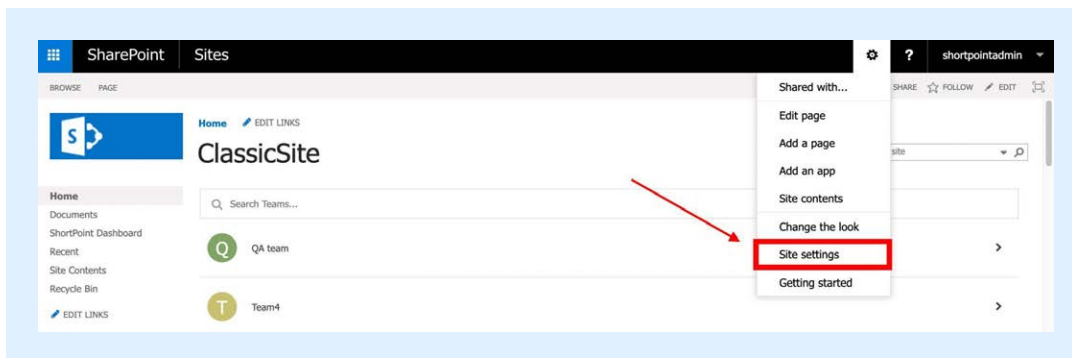 SharePoint
Sites
?
shortpointadmin
BROWSE PAGE
SHARE FOLLOW EDIT
S
Home EDIT LINKS
ClassicSite
site
Home
Documents
ShortPoint Dashboard
Recent
Site Contents
Recycle Bin
EDIT LINKS
Search Teams...
Q QA team
T Team4
Shared with...
Edit page
Add a page
Add an app
Site contents
Change the look
Site settings
Getting started